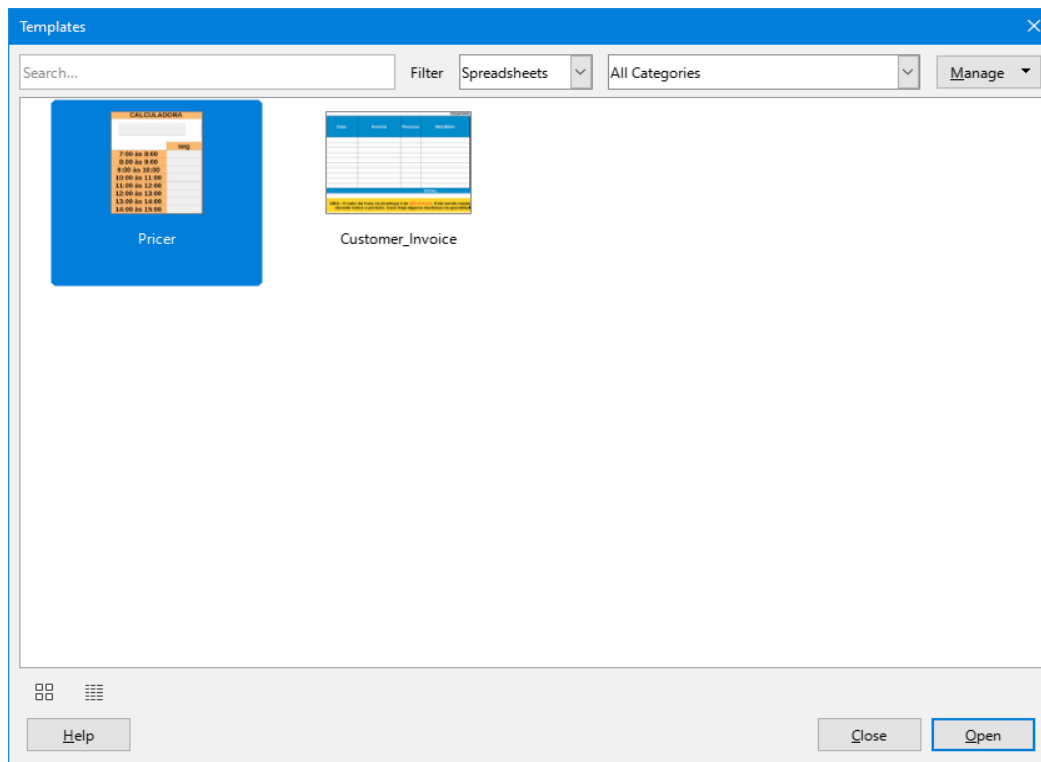 Templates
Search...
Filter
Spreadsheets
All Categories
Manage
CALCULADORA
seg
7:00 às 8:00
8:00 às 9:00
9:00 às 10:00
10:00 às 11:00
11:00 às 12:00
12:00 às 13:00
13:00 às 14:00
14:00 às 15:00
TOTAL
Pricer
Customer_Invoice
Help
Close
Open